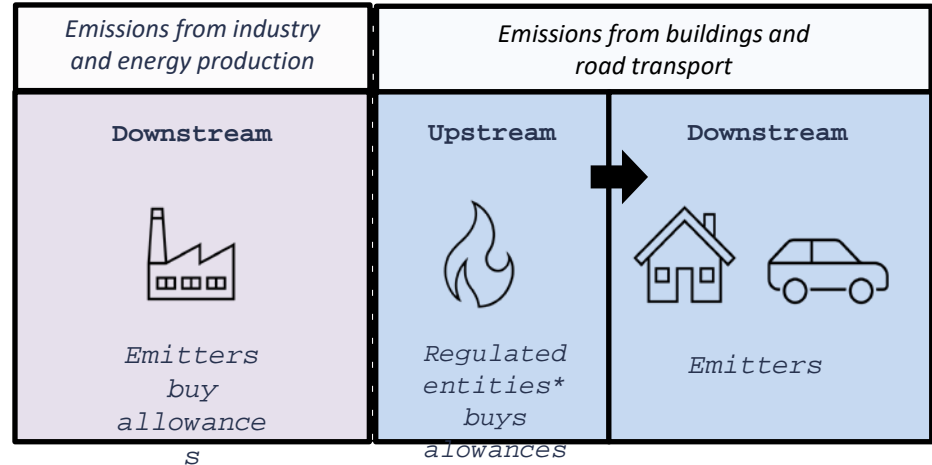 Emissions from industry
and energy production
Emissions from buildings and
road transport
Downstream
Upstream
Downstream
Emitters
buy
allowance
s
Regulated
entities*
buys
alowances
Emitters